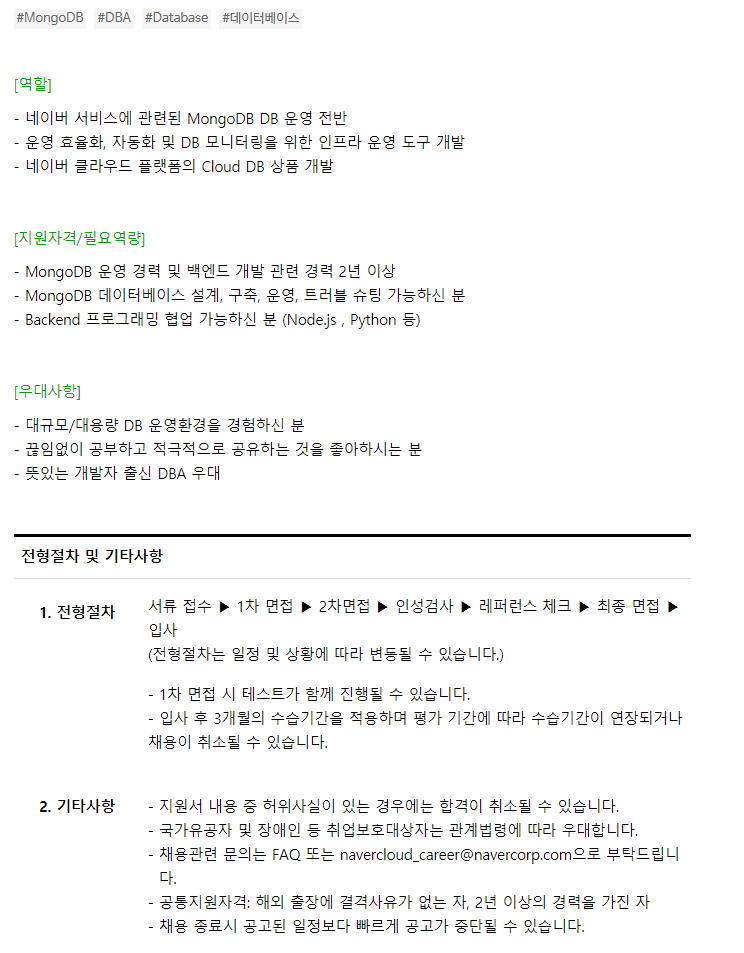 #MongoDB #DBA #Database #데이터베이스
[역할]
- 네이버 서비스에 관련된 MongoDB DB 운영 전반
- 운영 효율화, 자동화 및 DB 모니터링을 위한 인프라 운영 도구 개발
- 네이버 클라우드 플랫폼의 Cloud DB 상품 개발
[지원자격/필요역량]
- MongoDB 운영 경력 및 백엔드 개발 관련 경력 2년 이상
- MongoDB 데이터베이스 설계, 구축, 운영, 트러블 슈팅 가능하신 분
- Backend 프로그래밍 협업 가능하신 분 (Node.js , Python 등)
[우대사항]
- 대규모/대용량 DB 운영환경을 경험하신 분
- 끊임없이 공부하고 적극적으로 공유하는 것을 좋아하시는 분
- 뜻있는 개발자 출신 DBA 우대
전형절차 및 기타사항
1. 전형절차 서류 접수 ▶ 1차 면접 ▶ 2차면접 ▶ 인성검사 ▶ 레퍼런스 체크 ▶ 최종 면접 ▶
입사
(전형절차는 일정 및 상황에 따라 변동될 수 있습니다.)
- 1차 면접 시 테스트가 함께 진행될 수 있습니다.
- 입사 후 3개월의 수습기간을 적용하며 평가 기간에 따라 수습기간이 연장되거나
채용이 취소될 수 있습니다.
2. 기타사항 - 지원서 내용 중 허위사실이 있는 경우에는 합격이 취소될 수 있습니다.
- 국가유공자 및 장애인 등 취업보호대상자는 관계법령에 따라 우대합니다.
- 채용관련 문의는 FAQ 또는 navercloud_career@navercorp.com으로 부탁드립니
다.
- 공통지원자격: 해외 출장에 결격사유가 없는 자, 2년 이상의 경력을 가진 자
- 채용 종료시 공고된 일정보다 빠르게 공고가 중단될 수 있습니다.